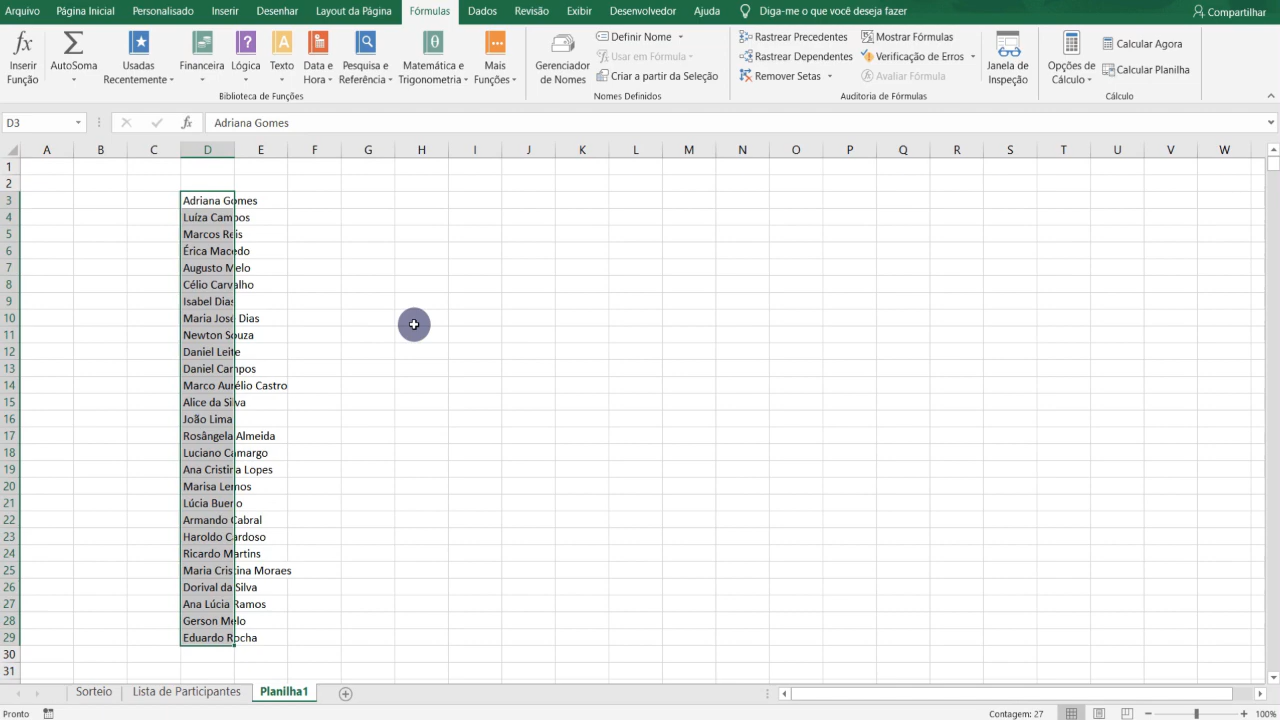 Arquivo Página Inicial Personalisado Inserir Desenhar Layout da Página Fórmulas Dados Revisão Exibir Desenvolvedor Ajuda Diga-me o que você deseja fazer Compartilhar
fx Inserir Função
Σ AutoSoma
Usadas Recentemente
Financeira
Lógica
Texto
Data e Hora
Pesquisa e Referência
Matemática e Trigonometria
Mais Funções
Biblioteca de Funções
Gerenciador de Nomes
Definir Nome
Usar em Fórmula
Criar a partir da Seleção
Nomes Definidos
Rastrear Precedentes
Rastrear Dependentes
Remover Setas
Mostrar Fórmulas
Verificação de Erros
Avaliar Fórmula
Auditoria de Fórmulas
Janela de Inspeção
Opções de Cálculo
Calcular Agora
Calcular Planilha
Cálculo
D3 fx Adriana Gomes
A B C D E F G H I J K L M N O P Q R S T U V W
1
2
3 Adriana Gomes
4 Luíza Campos
5 Marcos Reis
6 Érica Macedo
7 Augusto Melo
8 Célio Carvalho
9 Isabel Dias
10 Maria José Dias
11 Newton Souza
12 Daniel Leite
13 Daniel Campos
14 Marco Aurélio Castro
15 Alice da Silva
16 João Lima
17 Rosângela Almeida
18 Luciano Camargo
19 Ana Cristina Lopes
20 Marisa Lemos
21 Lúcia Bueno
22 Armando Cabral
23 Haroldo Cardoso
24 Ricardo Martins
25 Maria Cristina Moraes
26 Dorival da Silva
27 Ana Lúcia Ramos
28 Gerson Melo
29 Eduardo Rocha
30
31
Sorteio Lista de Participantes Planilha1
Pronto Contagem: 27 100%